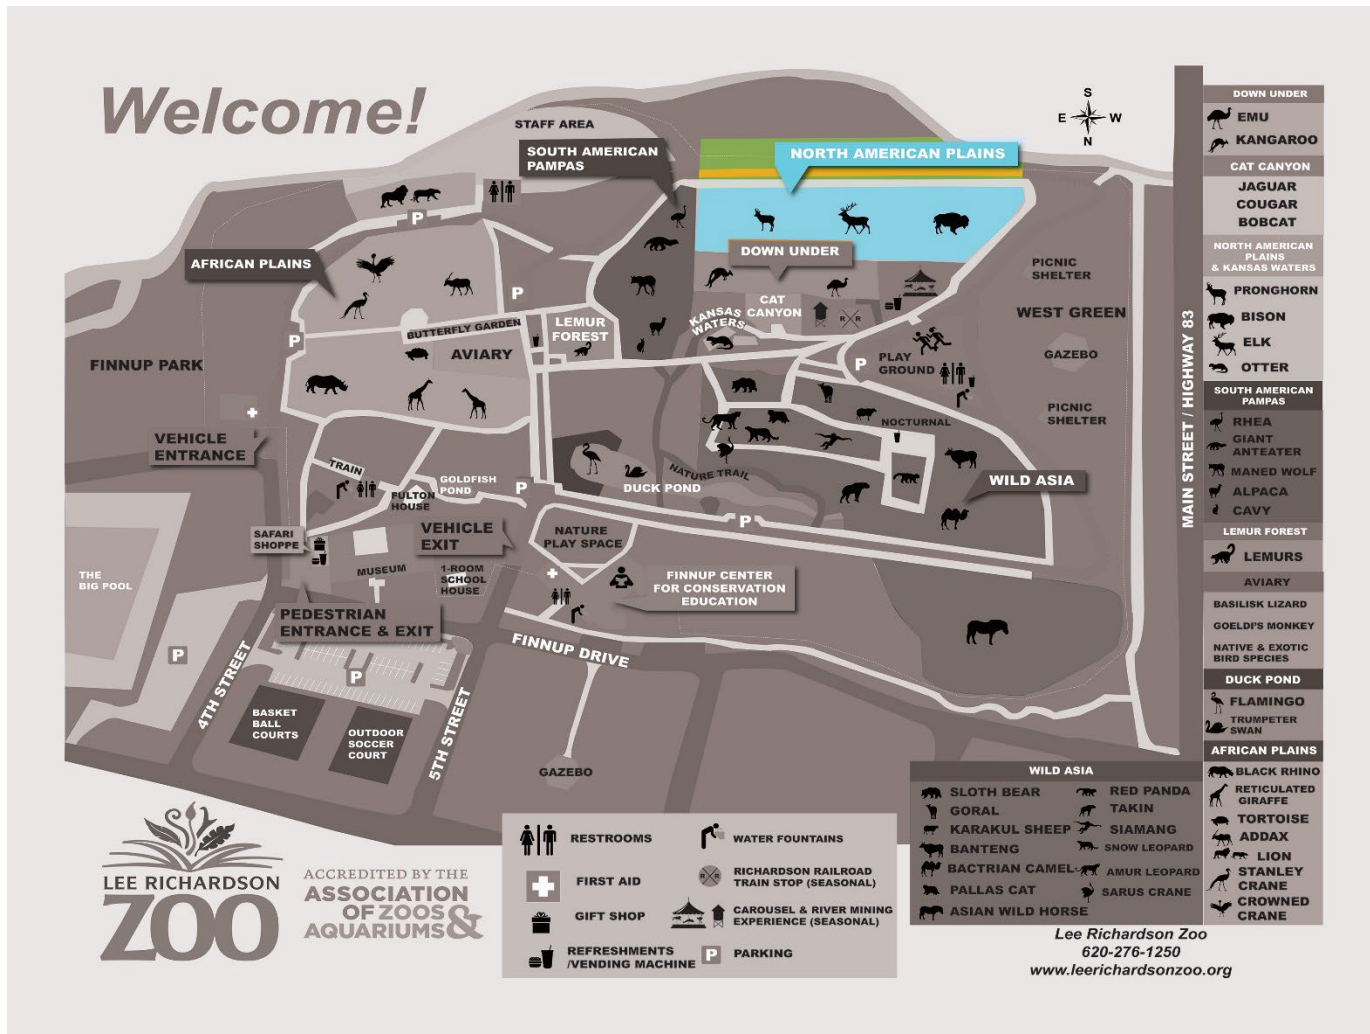 Welcome!
STAFF AREA
SOUTH AMERICAN
PAMPAS
NORTH AMERICAN PLAINS
S
E W
N
AFRICAN PLAINS
P
DOWN UNDER
PICNIC
SHELTER
P
CAT
CANYON
KANSAS
WATERS
R R
WEST GREEN
BUTTERFLY GARDEN
LEMUR
FOREST
P
FINNUP PARK
AVIARY
PLAY
GROUND
P
GAZEBO
PICNIC
SHELTER
NOCTURNAL
VEHICLE
ENTRANCE
TRAIN
GOLDFISH
POND
FULTON
HOUSE
P
DUCK POND
NATURE TRAIL
WILD ASIA
P
SAFARI
SHOPPE
VEHICLE
EXIT
NATURE
PLAY SPACE
THE
BIG POOL
MUSEUM
1-ROOM
SCHOOL
HOUSE
FINNUP CENTER
FOR CONSERVATION
EDUCATION
PEDESTRIAN
ENTRANCE & EXIT
FINNUP DRIVE
P
P
4TH STREET
5TH STREET
BASKET
BALL
COURTS
OUTDOOR
SOCCER
COURT
GAZEBO
MAIN STREET / HIGHWAY 83
DOWN UNDER
EMU
KANGAROO
CAT CANYON
JAGUAR
COUGAR
BOBCAT
NORTH AMERICAN
PLAINS
& KANSAS WATERS
PRONGHORN
BISON
ELK
OTTER
SOUTH AMERICAN
PAMPAS
RHEA
GIANT
ANTEATER
MANED WOLF
ALPACA
CAVY
LEMUR FOREST
LEMURS
AVIARY
BASILISK LIZARD
GOELDI'S MONKEY
NATIVE & EXOTIC
BIRD SPECIES
DUCK POND
FLAMINGO
TRUMPETER
SWAN
AFRICAN PLAINS
BLACK RHINO
RETICULATED
GIRAFFE
TORTOISE
ADDAX
LION
STANLEY
CRANE
CROWNED
CRANE
WILD ASIA
SLOTH BEAR
GORAL
KARAKUL SHEEP
BANTENG
BACTRIAN CAMEL
PALLAS CAT
ASIAN WILD HORSE
RED PANDA
TAKIN
SIAMANG
SNOW LEOPARD
AMUR LEOPARD
SARUS CRANE
RESTROOMS
FIRST AID
GIFT SHOP
REFRESHMENTS
/VENDING MACHINE
WATER FOUNTAINS
R R
RICHARDSON RAILROAD
TRAIN STOP (SEASONAL)
CAROUSEL & RIVER MINING
EXPERIENCE (SEASONAL)
P PARKING
LEE RICHARDSON
ZOO
ACCREDITED BY THE
ASSOCIATION
OF ZOOS
AQUARIUMS &
Lee Richardson Zoo
620-276-1250
www.leerichardsonzoo.org